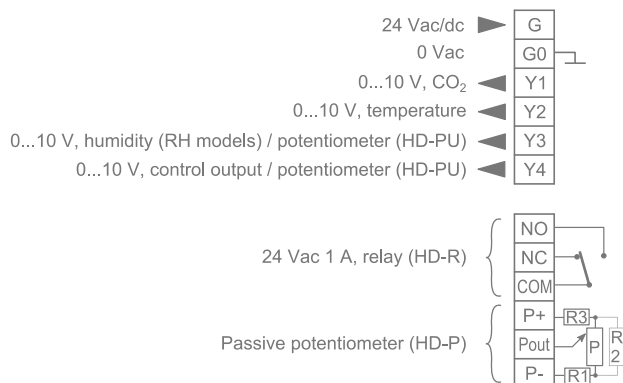 24 Vac/dc G
0 Vac G0
0...10 V, CO₂ Y1
0...10 V, temperature Y2
0...10 V, humidity (RH models) / potentiometer (HD-PU) Y3
0...10 V, control output / potentiometer (HD-PU) Y4
NO
24 Vac 1 A, relay (HD-R) NC
COM
P+ R3
Passive potentiometer (HD-P) Pout P R
2
P- R1